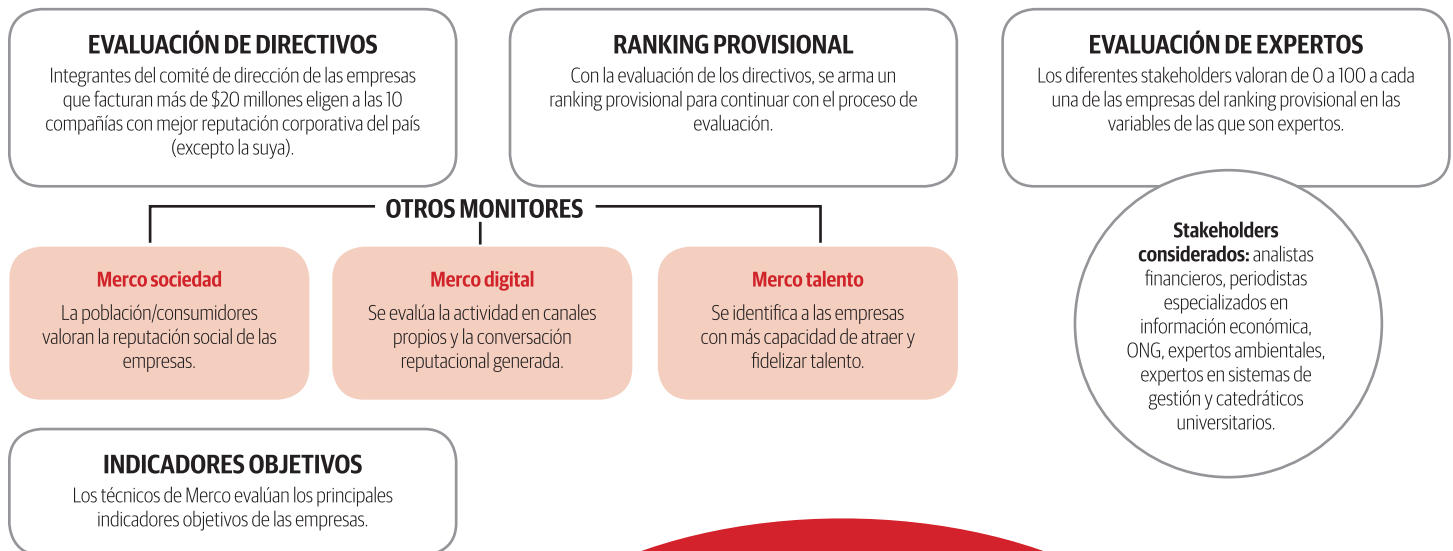 EVALUACIÓN DE DIRECTIVOS
Integrantes del comité de dirección de las empresas
que facturan más de $20 millones eligen a las 10
compañías con mejor reputación corporativa del país
(excepto la suya).
RANKING PROVISIONAL
Con la evaluación de los directivos, se arma un
ranking provisional para continuar con el proceso de
evaluación.
EVALUACIÓN DE EXPERTOS
Los diferentes stakeholders valoran de 0 a 100 a cada
una de las empresas del ranking provisional en las
variables de las que son expertos.
Stakeholders
considerados: analistas
financieros, periodistas
especializados en
información económica,
ONG, expertos ambientales,
expertos en sistemas de
gestión y catedráticos
universitarios.
OTROS MONITORES
Merco sociedad
La población/consumidores
valoran la reputación social de las
empresas.
Merco digital
Se evalúa la actividad en canales
propios y la conversación
reputacional generada.
Merco talento
Se identifica a las empresas
con más capacidad de atraer y
fidelizar talento.
INDICADORES OBJETIVOS
Los técnicos de Merco evalúan los principales
indicadores objetivos de las empresas.